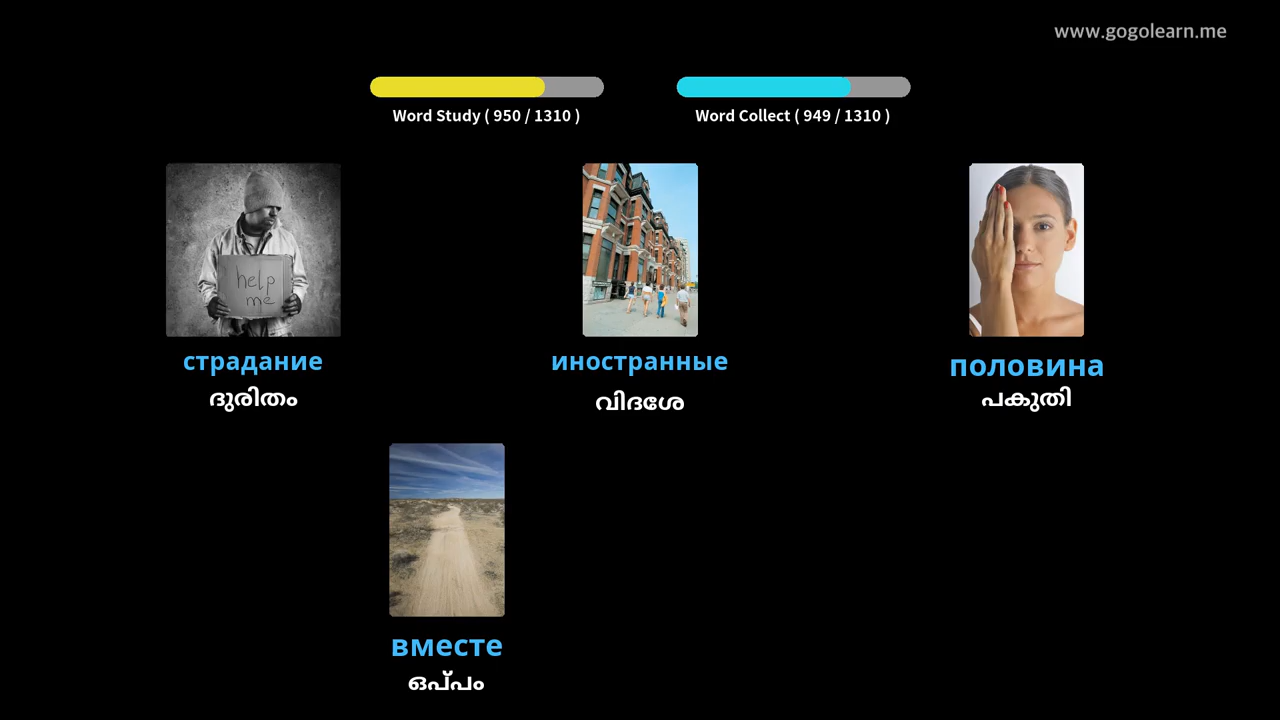 www.gogolearn.me
Word Study ( 950 / 1310 )
Word Collect ( 949 / 1310 )
help
me
страдание
ദുരിതം
иностранные
വിദശേ
половина
പകുതി
вместе
ഒപ്പം